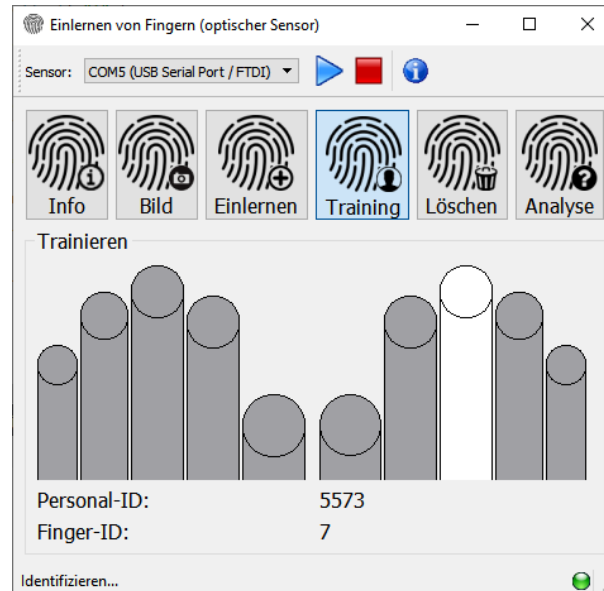 Einlernen von Fingern (optischer Sensor)
Sensor: COM5 (USB Serial Port / FTDI)
Info Bild Einlernen Training Löschen Analyse
Trainieren
Personal-ID: 5573
Finger-ID: 7
Identifizieren...